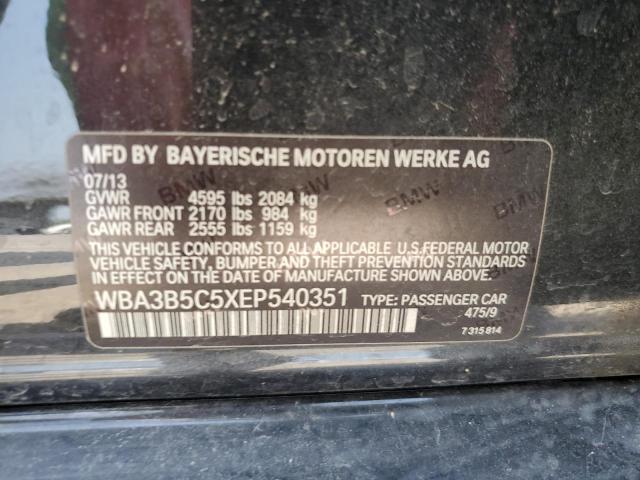 MFD BY BAYERISCHE MOTOREN WERKE AG
07/13
GVWR 4595 lbs 2084 kg
GAWR FRONT 2170 lbs 984 kg
GAWR REAR 2555 lbs 1159 kg
THIS VEHICLE CONFORMS TO ALL APPLICABLE U.S.FEDERAL MOTOR
VEHICLE SAFETY, BUMPER AND THEFT PREVENTION STANDARDS
IN EFFECT ON THE DATE OF MANUFACTURE SHOWN ABOVE.
WBA3B5C5XEP540351 TYPE: PASSENGER CAR
475/9
7 315 814
BMW
BMW
BMW